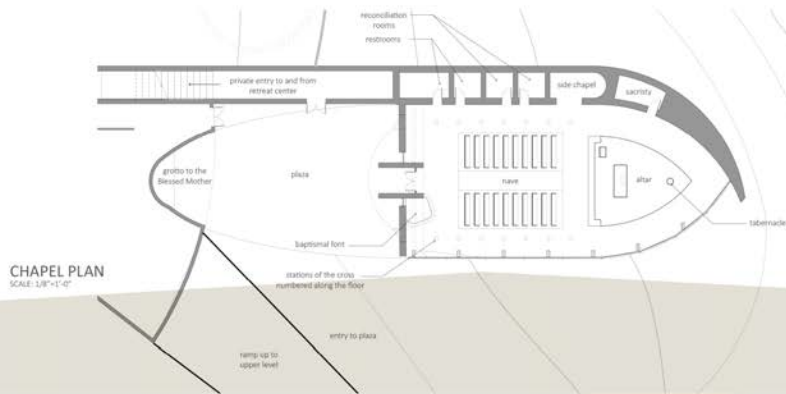 reconciliation
rooms
restrooms
private entry to and from
retreat center
side chapel
sacristy
grotto to the
Blessed Mother
plaza
nave
altar
tabernacle
baptismal font
stations of the cross
numbered along the floor
CHAPEL PLAN
SCALE: 1/8"=1'-0"
entry to plaza
ramp up to
upper level